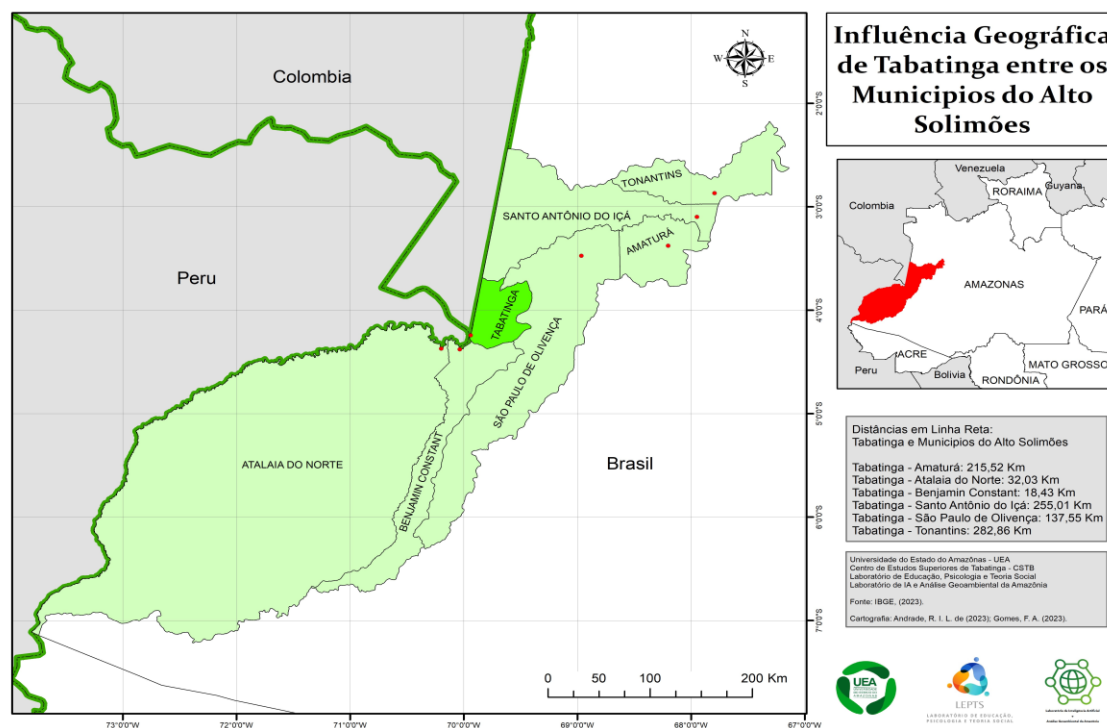 Influência Geográfica
de Tabatinga entre os
Municipios do Alto
Solimões
N
W
E
S
Colombia
Peru
Brasil
TONANTINS
SANTO ANTÔNIO DO IÇÁ
AMATURÁ
TABATINGA
SÃO PAULO DE OLIVENÇA
BENJAMIN CONSTANT
ATALAIA DO NORTE
2°0'0"S
3°0'0"S
4°0'0"S
5°0'0"S
6°0'0"S
7°0'0"S
73°0'0"W
72°0'0"W
71°0'0"W
70°0'0"W
69°0'0"W
68°0'0"W
67°0'0"W
0 50 100 200 Km
Venezuela
Colombia
RORAIMA
Guyana
AMAZONAS
PARÁ
ACRE
Peru
Bolivia
RONDÔNIA
MATO GROSSO
Distâncias em Linha Reta:
Tabatinga e Municipios do Alto Solimões
Tabatinga - Amaturá: 215,52 Km
Tabatinga - Atalaia do Norte: 32,03 Km
Tabatinga - Benjamin Constant: 18,43 Km
Tabatinga - Santo Antônio do Içá: 255,01 Km
Tabatinga - São Paulo de Olivença: 137,55 Km
Tabatinga - Tonantins: 282,86 Km
Universidade do Estado do Amazônas - UEA
Centro de Estudos Superiores de Tabatinga - CSTB
Laboratório de Educação, Psicologia e Teoria Social
Laboratório de IA e Análise Geoambiental da Amazônia
Fonte: IBGE, (2023).
Cartografia: Andrade, R. I. L. de (2023); Gomes, F. A. (2023).
UEA
LEPTS
LABORATÓRIO DE EDUCAÇÃO,
PSICOLOGIA E TEORIA SOCIAL